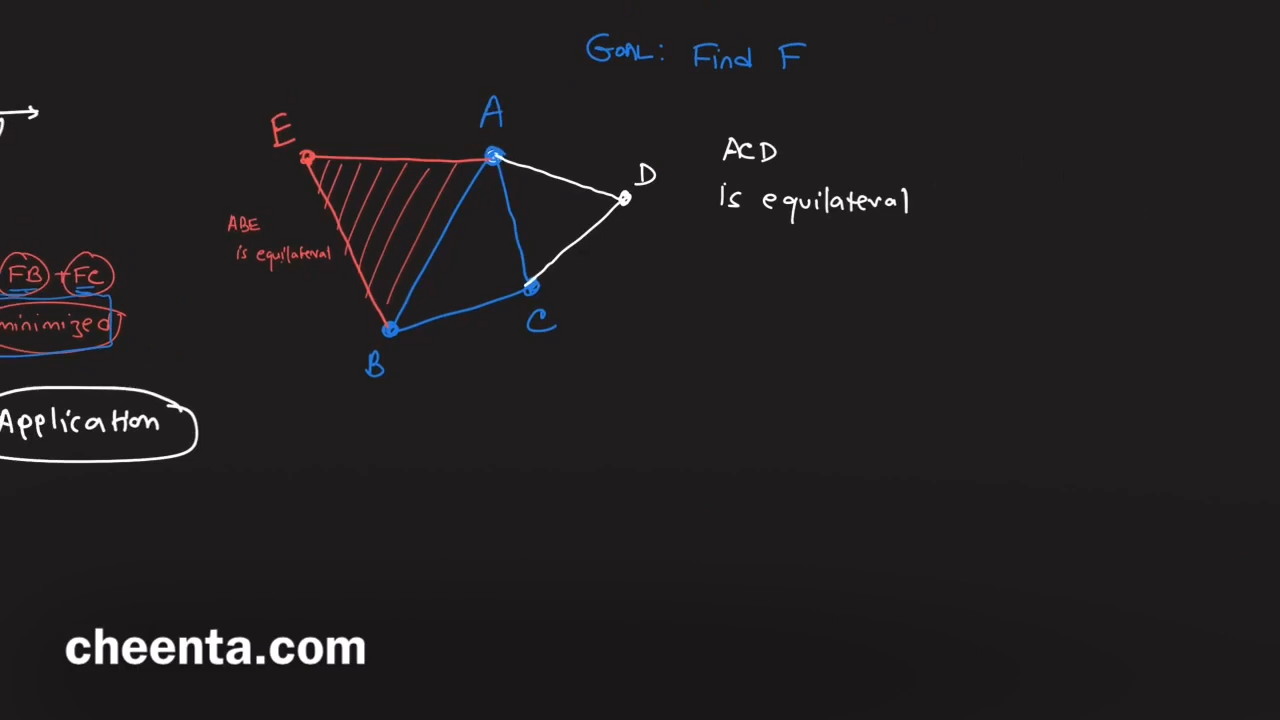 GOAL: Find F
A
E
D
ACD
is equilateral
ABE
is equilateral
FB + FC
minimized
C
B
Application
cheenta.com